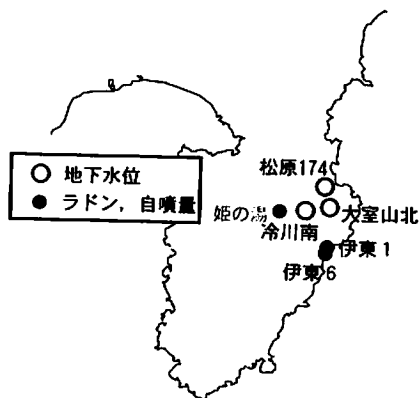 松原174
地下水位
ラドン，自噴量
姫の湯
大室山北
冷川南
伊東1
伊東6